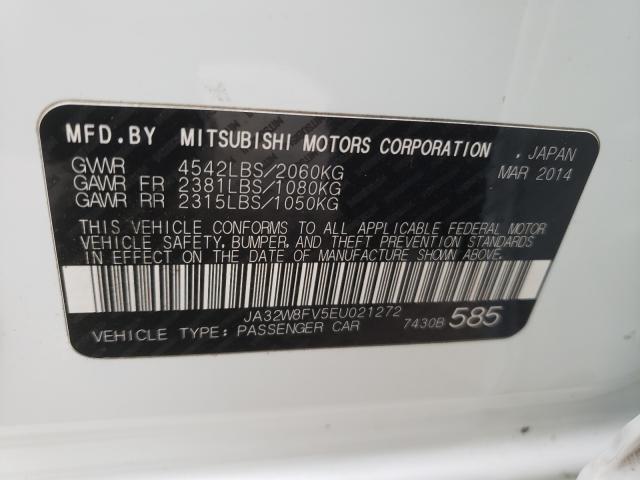 MFD.BY MITSUBISHI MOTORS CORPORATION . JAPAN
GVWR 4542LBS/2060KG MAR 2014
GAWR FR 2381LBS/1080KG
GAWR RR 2315LBS/1050KG
THIS VEHICLE CONFORMS TO ALL APPLICABLE FEDERAL MOTOR
VEHICLE SAFETY, BUMPER, AND THEFT PREVENTION STANDARDS
IN EFFECT ON THE DATE OF MANUFACTURE SHOWN ABOVE.
JA32W8FV5EU021272
VEHICLE TYPE: PASSENGER CAR 7430B 585